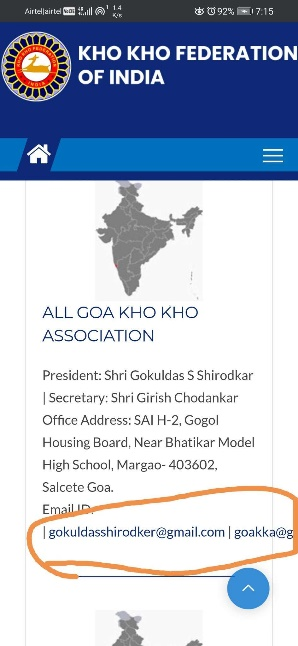 Airtel|airtel 1.4 K/s 92% 7:15
KHO KHO FEDERATION
OF INDIA
ALL GOA KHO KHO
ASSOCIATION
President: Shri Gokuldas S Shirodkar
| Secretary: Shri Girish Chodankar
Office Address: SAI H-2, Gogol
Housing Board, Near Bhatikar Model
High School, Margao- 403602,
Salcete Goa.
Email ID:
| gokuldasshirodker@gmail.com | goakka@g